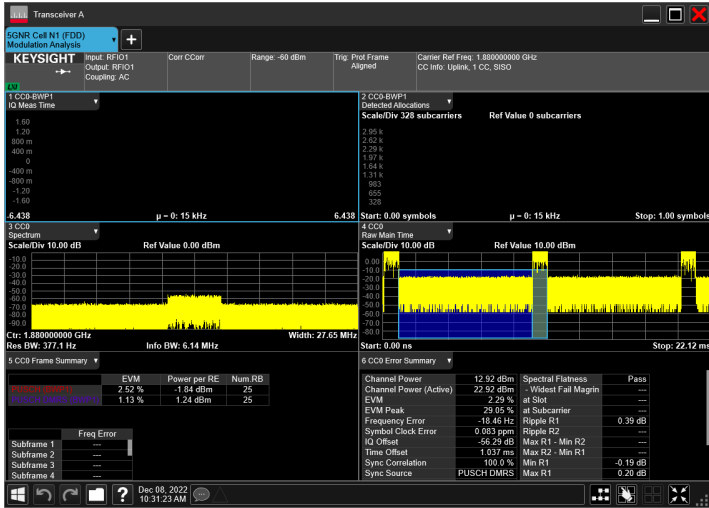 Transceiver A
5GNR Cell N1 (FDD)
Modulation Analysis
KEYSIGHT
Input: RFIO1
Output: RFIO1
Coupling: AC
Corr CCorr
Range: -60 dBm
Trig: Prot Frame
Aligned
Carrier Ref Freq: 1.880000000 GHz
CC Info: Uplink, 1 CC, SISO
1 CC0-BWP1
IQ Meas Time
1.60
1.20
800 m
400 m
0
-400 m
-800 m
-1.20
-1.60
-6.438
μ = 0: 15 kHz
6.438
2 CC0-BWP1
Detected Allocations
Scale/Div 328 subcarriers
Ref Value 0 subcarriers
2.95 k
2.62 k
2.29 k
1.97 k
1.64 k
1.31 k
983
655
328
Start: 0.00 symbols
μ = 0: 15 kHz
Stop: 1.00 symbols
3 CC0
Spectrum
Scale/Div 10.00 dB
Ref Value 0.00 dBm
-10.0
-20.0
-30.0
-40.0
-50.0
-60.0
-70.0
-80.0
-90.0
Ctr: 1.880000000 GHz
Width: 27.65 MHz
Res BW: 377.1 Hz
Info BW: 6.14 MHz
4 CC0
Raw Main Time
Scale/Div 10.00 dB
Ref Value 10.00 dBm
0.00
-10.0
-20.0
-30.0
-40.0
-50.0
-60.0
-70.0
-80.0
Start: 0.00 ns
Stop: 22.12 ms
5 CC0 Frame Summary
EVM Power per RE Num.RB
2.52 % -1.84 dBm 25
1.13 % 1.24 dBm 25
Freq Error
Subframe 1 ---
Subframe 2 ---
Subframe 3 ---
Subframe 4 ---
6 CC0 Error Summary
Channel Power 12.92 dBm Spectral Flatness Pass
Channel Power (Active) 22.92 dBm - Widest Fail Magrin ---
EVM 2.29 % at Slot ---
EVM Peak 29.05 % at Subcarrier ---
Frequency Error -18.46 Hz Ripple R1 0.39 dB
Symbol Clock Error 0.083 ppm Ripple R2 ---
IQ Offset -56.29 dB Max R1 - Min R2 ---
Time Offset 1.037 ms Max R2 - Min R1 ---
Sync Correlation 100.0 % Min R1 -0.19 dB
Sync Source PUSCH DMRS Max R1 0.20 dB
Dec 08, 2022
10:31:23 AM